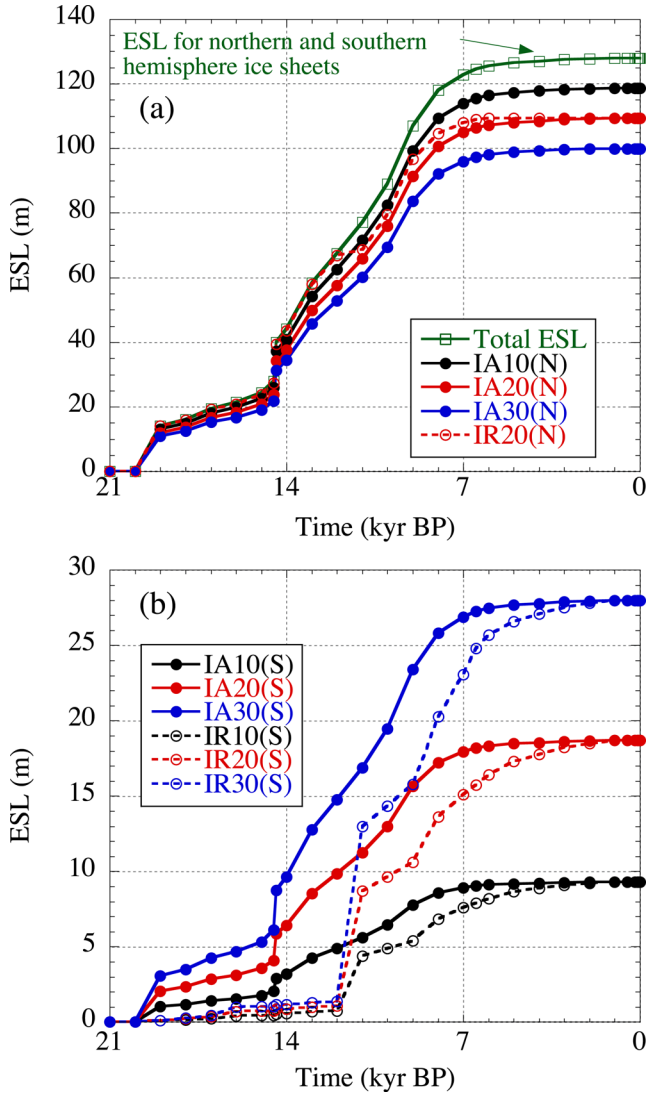 140
ESL for northern and southern
hemisphere ice sheets
120
(a)
100
80
ESL (m)
60
40
Total ESL
IA10(N)
IA20(N)
20
IA30(N)
IR20(N)
0
21
14
7
0
Time (kyr BP)
30
(b)
25
IA10(S)
IA20(S)
20
IA30(S)
IR10(S)
IR20(S)
IR30(S)
15
ESL (m)
10
5
0
21
14
7
0
Time (kyr BP)